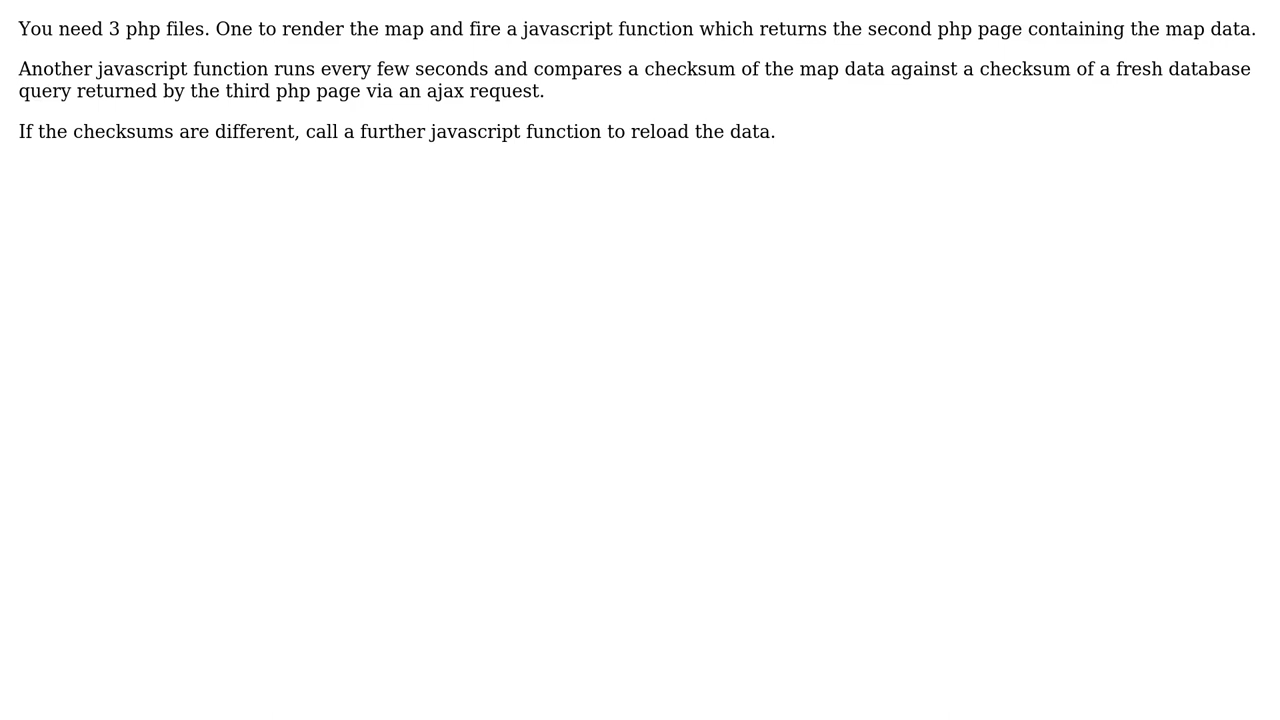 You need 3 php files. One to render the map and fire a javascript function which returns the second php page containing the map data.
Another javascript function runs every few seconds and compares a checksum of the map data against a checksum of a fresh database
query returned by the third php page via an ajax request.
If the checksums are different, call a further javascript function to reload the data.